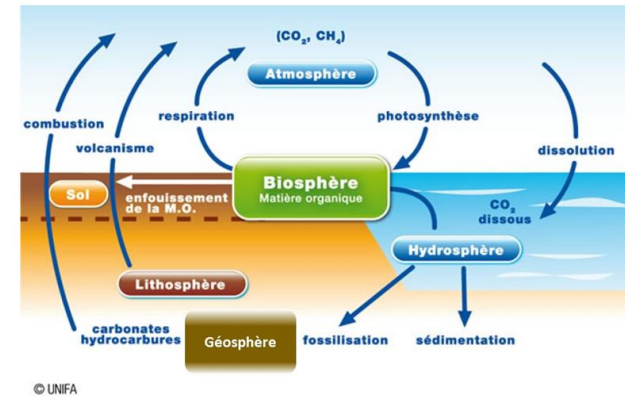 (CO₂, CH₄)
Atmosphère
combustion
respiration
photosynthèse
volcanisme
dissolution
Sol
enfouissement
de la M.O.
Biosphère
Matière organique
CO₂
dissous
Hydrosphère
Lithosphère
carbonates
hydrocarbures
Géosphère
fossilisation
sédimentation
© UNIFA